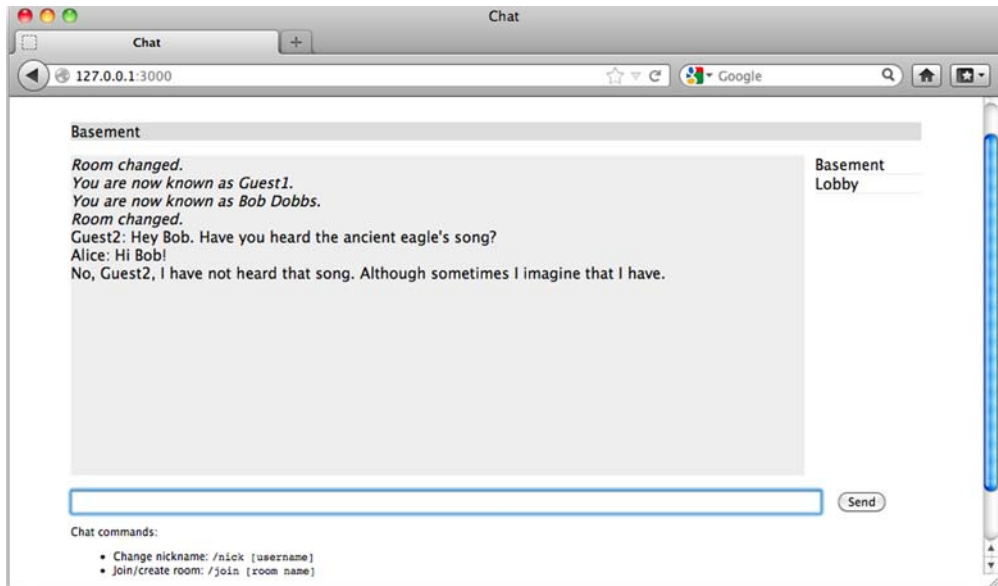 Chat
Chat
127.0.0.1:3000
Google
Basement
Room changed.
You are now known as Guest1.
You are now known as Bob Dobbs.
Room changed.
Guest2: Hey Bob. Have you heard the ancient eagle's song?
Alice: Hi Bob!
No, Guest2, I have not heard that song. Although sometimes I imagine that I have.
Basement
Lobby
Send
Chat commands:
• Change nickname: /nick [username]
• Join/create room: /join [room name]